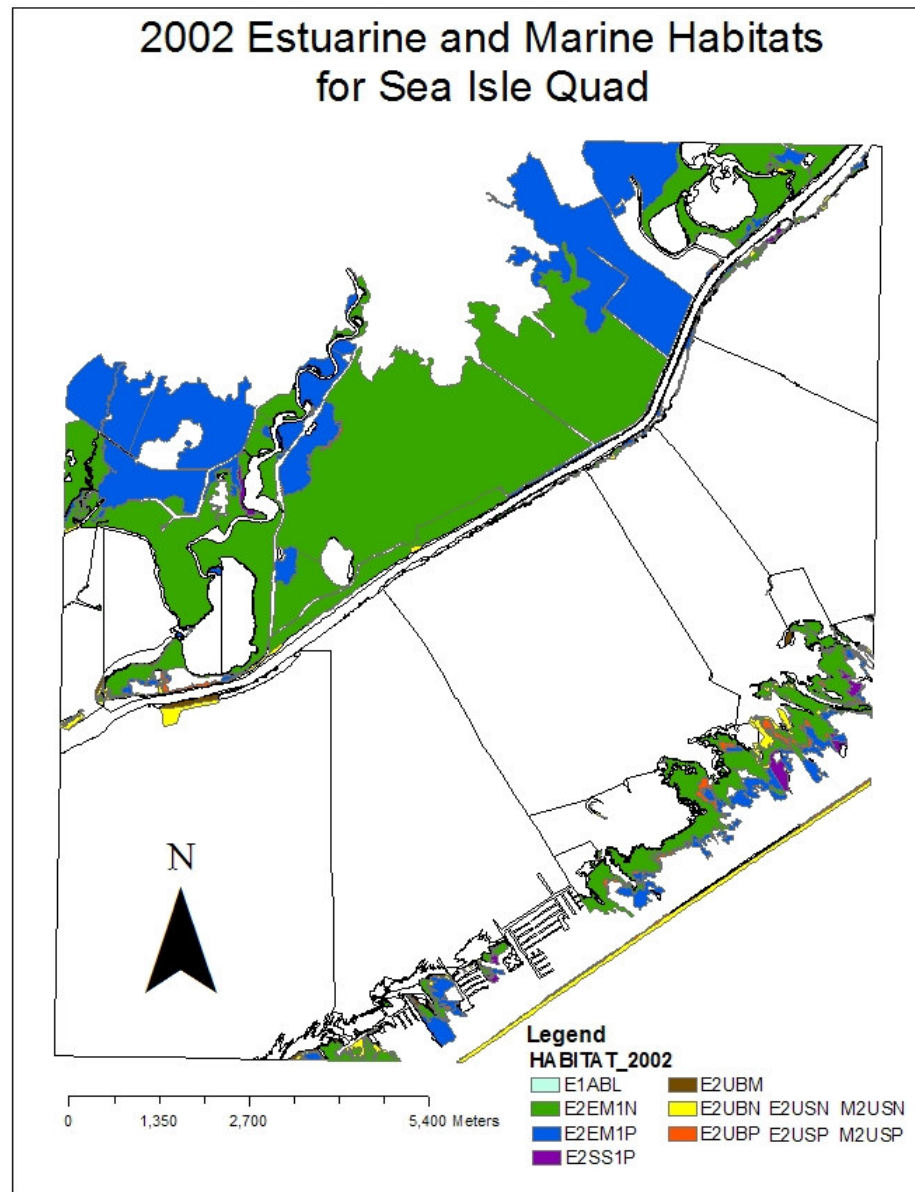 2002 Estuarine and Marine Habitats
for Sea Isle Quad
N
Legend
HABITAT_2002
E1ABL
E2EM1N
E2EM1P
E2SS1P
E2UBM
E2UBN E2USN M2USN
E2UBP E2USP M2USP
0 1,350 2,700 5,400 Meters